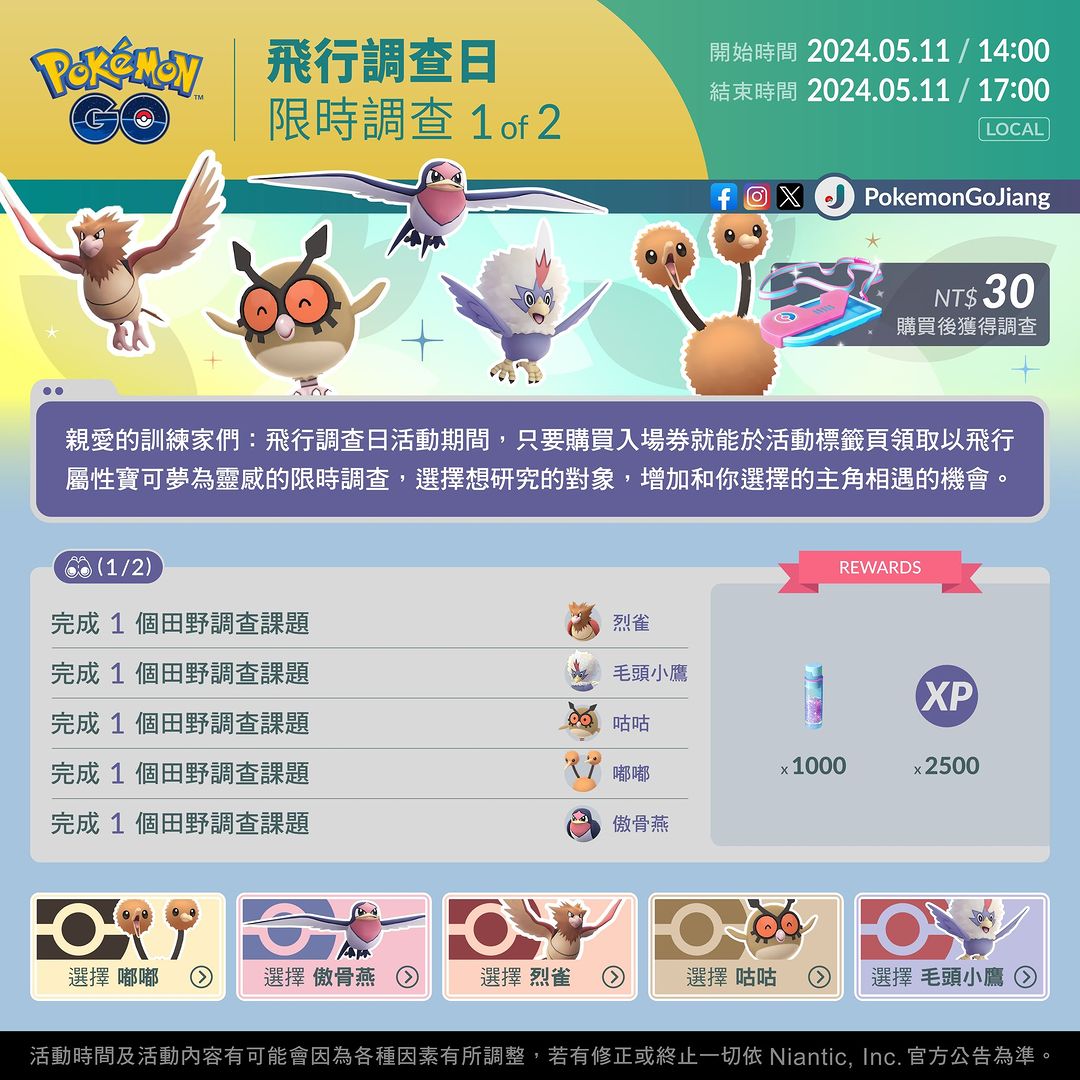 POKÉMON
GO
TM
飛行調查日
限時調查 1 of 2
開始時間 2024.05.11 / 14:00
結束時間 2024.05.11 / 17:00
LOCAL
PokemonGoJiang
NT$ 30
購買後獲得調查
親愛的訓練家們：飛行調查日活動期間，只要購買入場券就能於活動標籤頁領取以飛行
屬性寶可夢為靈感的限時調查，選擇想研究的對象，增加和你選擇的主角相遇的機會。
(1/2)
REWARDS
完成 1 個田野調查課題 烈雀
完成 1 個田野調查課題 毛頭小鷹
完成 1 個田野調查課題 咕咕
完成 1 個田野調查課題 嘟嘟
完成 1 個田野調查課題 傲骨燕
XP
x 1000
x 2500
選擇 嘟嘟
選擇 傲骨燕
選擇 烈雀
選擇 咕咕
選擇 毛頭小鷹
活動時間及活動內容有可能會因為各種因素有所調整，若有修正或終止一切依 Niantic, Inc. 官方公告為準。